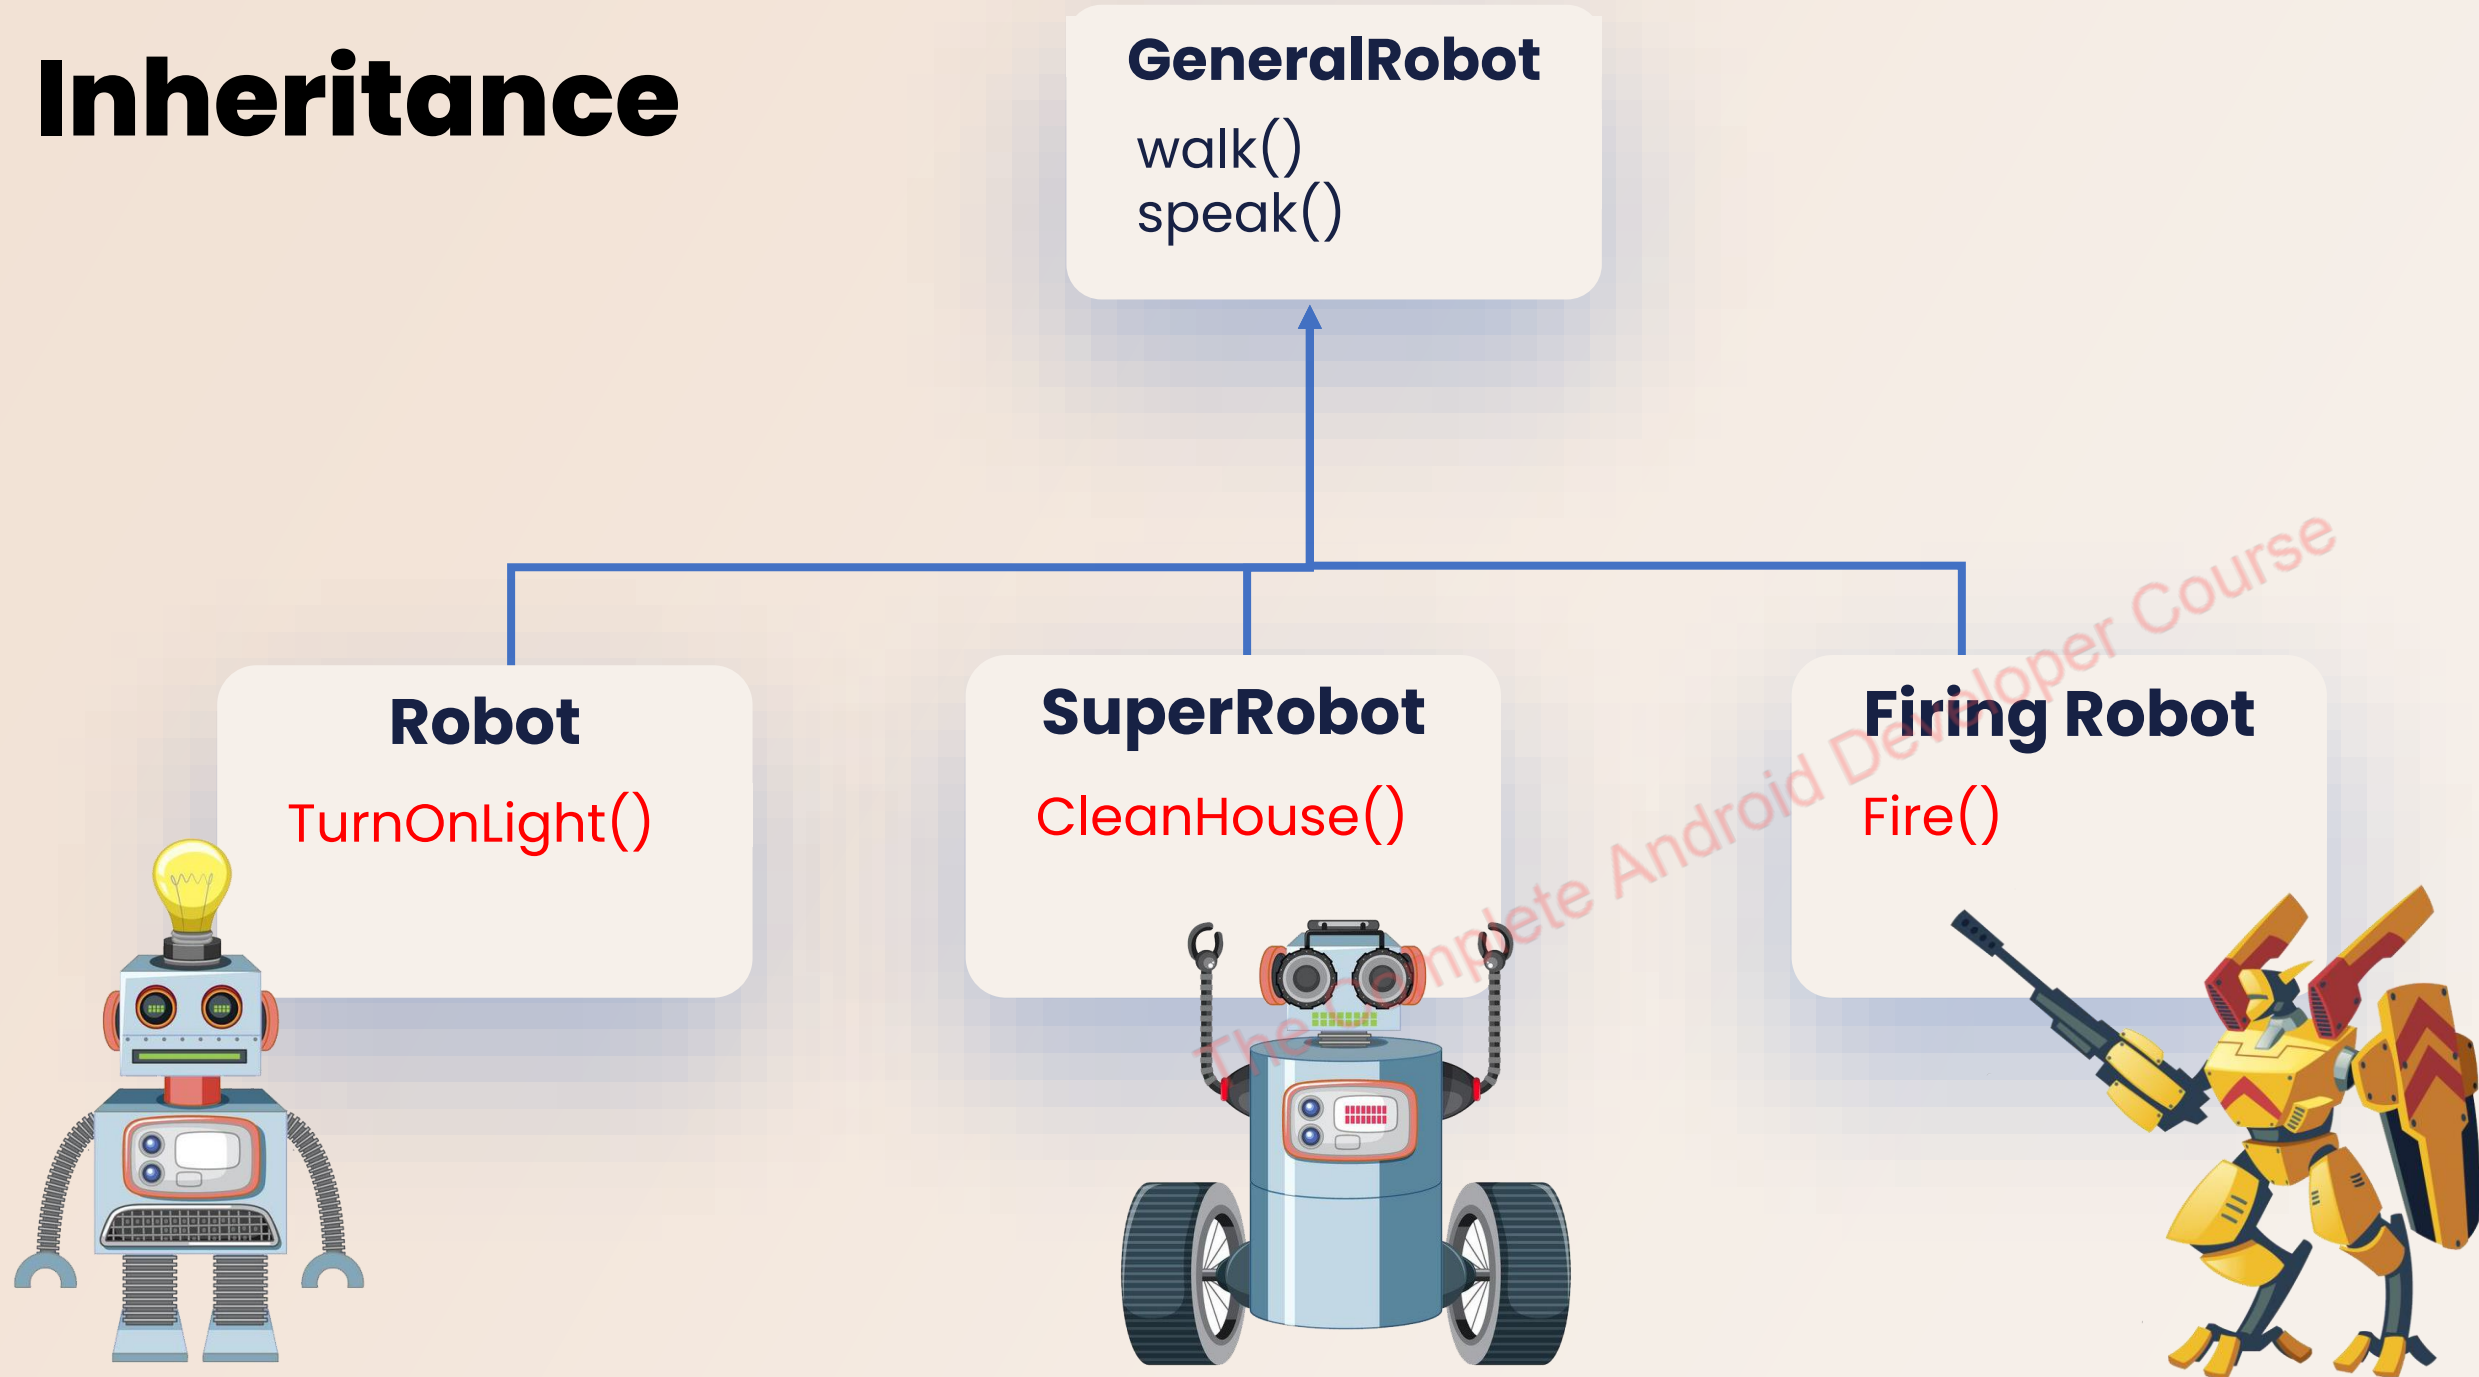 Inheritance
GeneralRobot
walk()
speak()
Robot
TurnOnLight()
SuperRobot
CleanHouse()
Firing Robot
Fire()
The Complete Android Developer Course